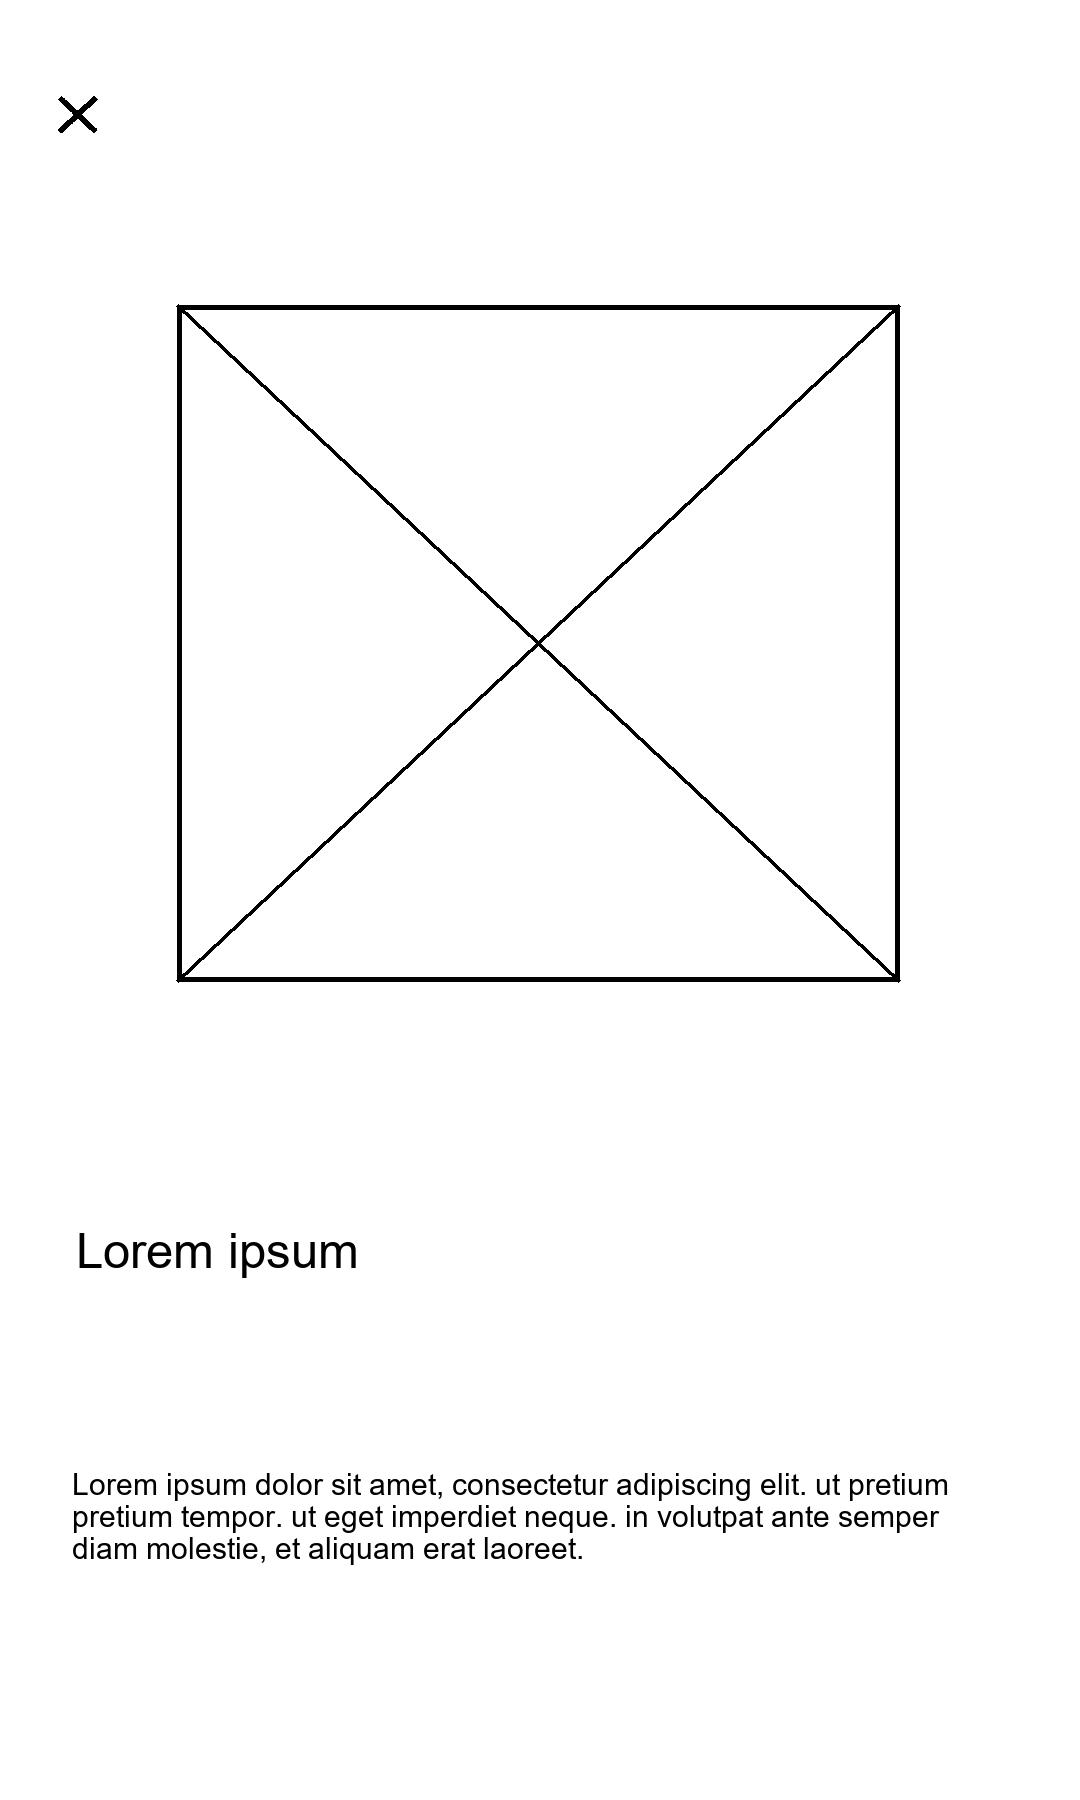 Lorem ipsum
Lorem ipsum dolor sit amet, consectetur adipiscing elit. ut pretium
pretium tempor. ut eget imperdiet neque. in volutpat ante semper
diam molestie, et aliquam erat laoreet.